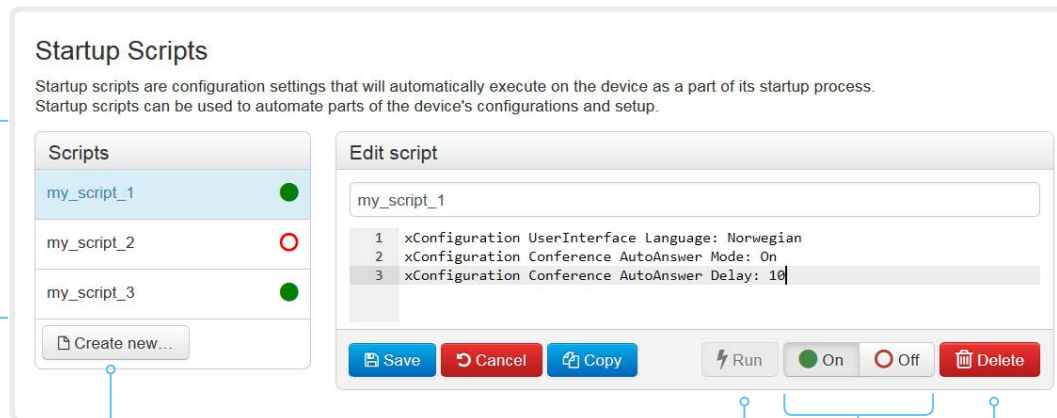 Startup Scripts
Startup scripts are configuration settings that will automatically execute on the device as a part of its startup process.
Startup scripts can be used to automate parts of the device's configurations and setup.
Scripts
my_script_1
my_script_2
my_script_3
Create new...
Edit script
my_script_1
1 xConfiguration UserInterface Language: Norwegian
2 xConfiguration Conference AutoAnswer Mode: On
3 xConfiguration Conference AutoAnswer Delay: 10
Save Cancel Copy Run On Off Delete